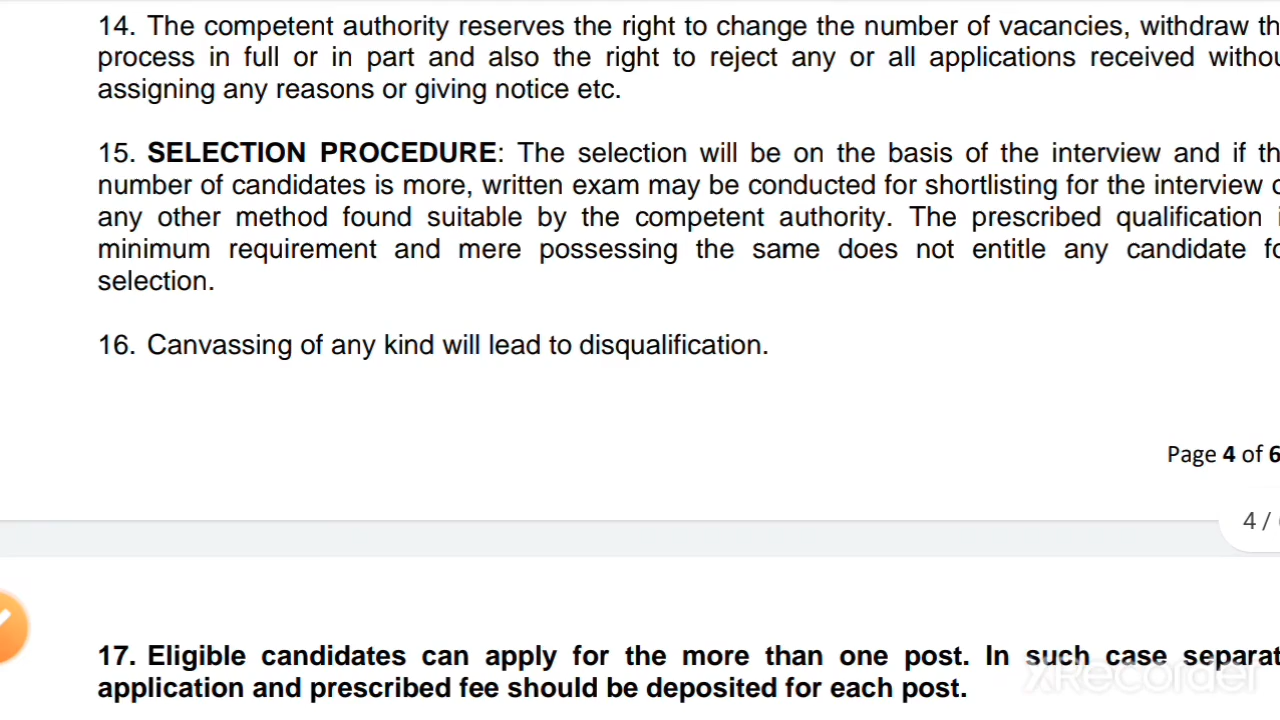 14. The competent authority reserves the right to change the number of vacancies, withdraw th
process in full or in part and also the right to reject any or all applications received withou
assigning any reasons or giving notice etc.
15. SELECTION PROCEDURE: The selection will be on the basis of the interview and if th
number of candidates is more, written exam may be conducted for shortlisting for the interview
any other method found suitable by the competent authority. The prescribed qualification
minimum requirement and mere possessing the same does not entitle any candidate fo
selection.
16. Canvassing of any kind will lead to disqualification.
Page 4 of 6
4 /
17. Eligible candidates can apply for the more than one post. In such case separat
application and prescribed fee should be deposited for each post.
XRecorder